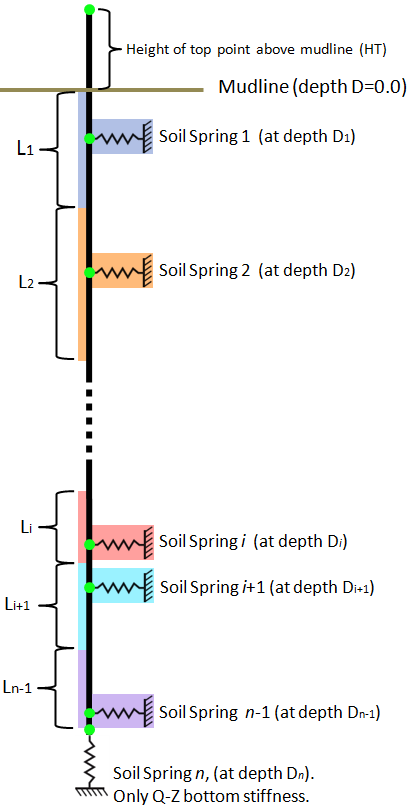 Height of top point above mudline (HT)
Mudline (depth D=0.0)
L1
Soil Spring 1 (at depth D1)
L2
Soil Spring 2 (at depth D2)
Li
Soil Spring i (at depth Di)
Soil Spring i+1 (at depth Di+1)
Li+1
Ln-1
Soil Spring n-1 (at depth Dn-1)
Soil Spring n, (at depth Dn).
Only Q-Z bottom stiffness.